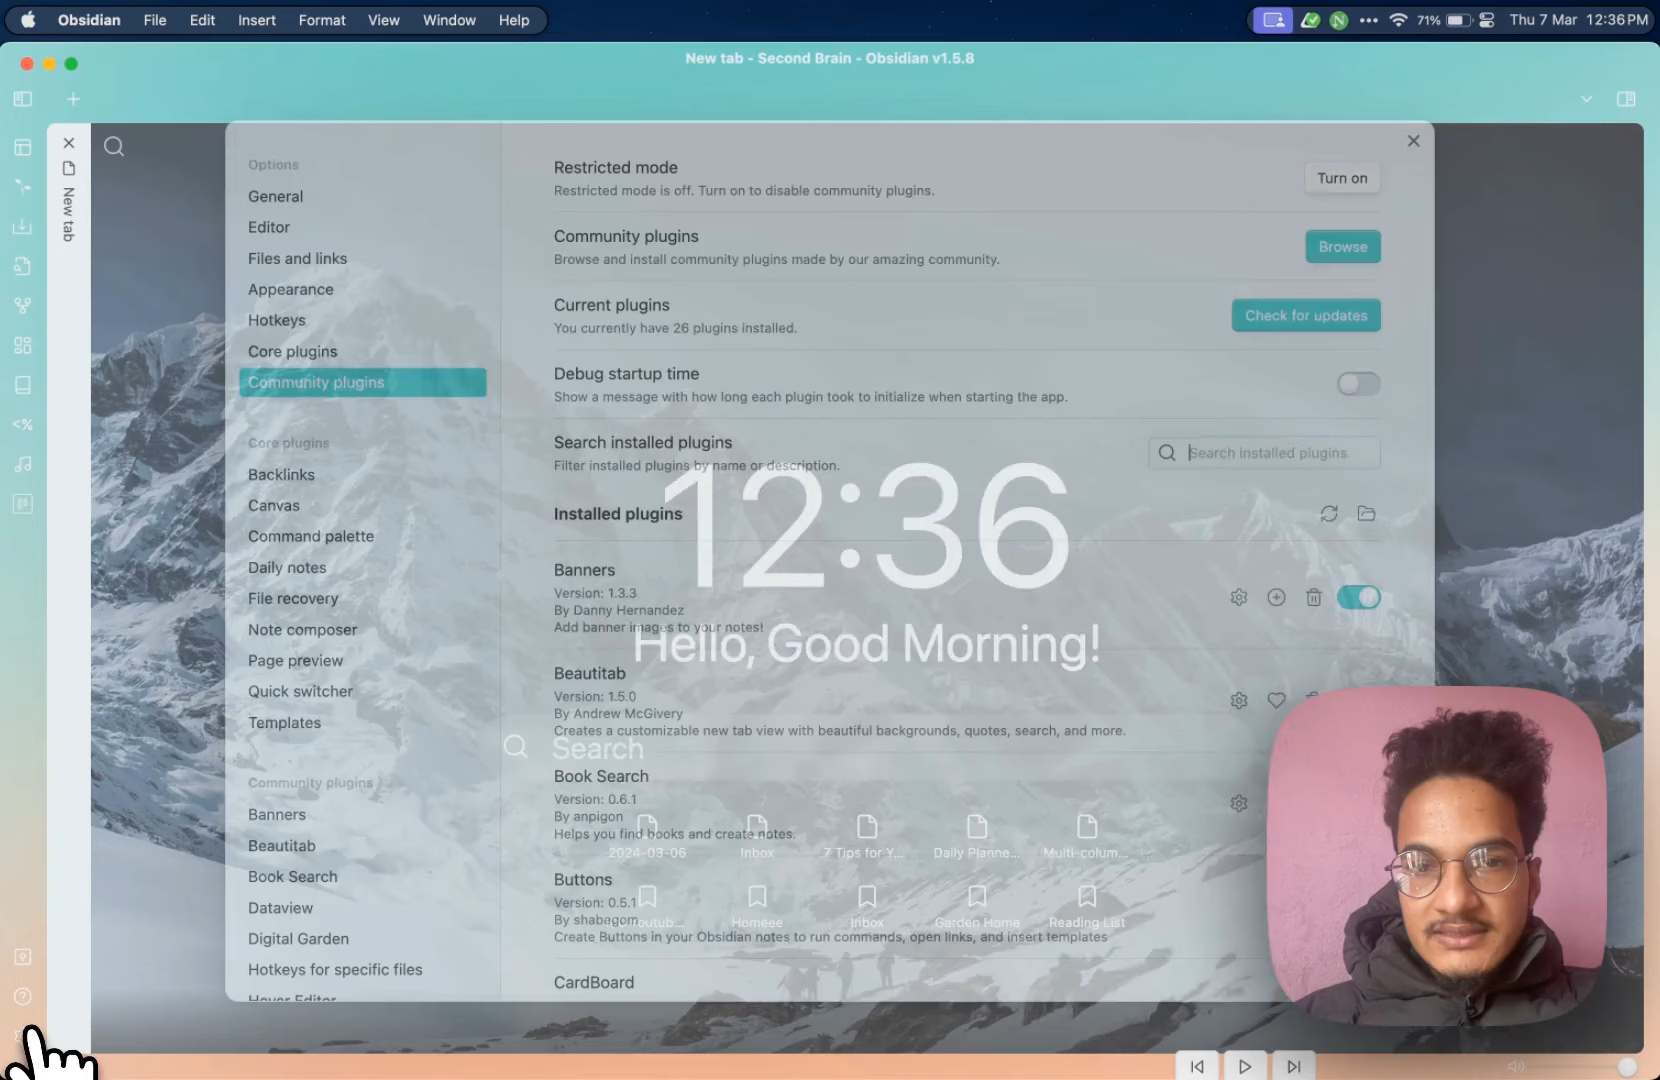 Obsidian File Edit Insert Format View Window Help
71% Thu 7 Mar 12:36 PM
New tab - Second Brain - Obsidian v1.5.8
New tab
Options
General
Editor
Files and links
Appearance
Hotkeys
Core plugins
Community plugins
Core plugins
Backlinks
Canvas
Command palette
Daily notes
File recovery
Note composer
Page preview
Quick switcher
Templates
Community plugins
Banners
Beautitab
Book Search
Dataview
Digital Garden
Hotkeys for specific files
Hover Editor
Restricted mode
Restricted mode is off. Turn on to disable community plugins.
Turn on
Community plugins
Browse and install community plugins made by our amazing community.
Browse
Current plugins
You currently have 26 plugins installed.
Check for updates
Debug startup time
Show a message with how long each plugin took to initialize when starting the app.
Search installed plugins
Filter installed plugins by name or description.
Search installed plugins
Installed plugins
Banners
Version: 1.3.3
By Danny Hernandez
Add banner images to your notes!
Beautitab
Version: 1.5.0
By Andrew McGivery
Creates a customizable new tab view with beautiful backgrounds, quotes, search, and more.
Book Search
Version: 0.6.1
By anpigon
Helps you find books and create notes.
Buttons
Version: 0.5.1
By shabegom
Create Buttons in your Obsidian notes to run commands, open links, and insert templates
CardBoard
12:36
Hello, Good Morning!
Search
2024-03-06 Inbox 7 Tips for Y... Daily Planne... Multi-colum...
Homeee Inbox Garden Home Reading List
<%